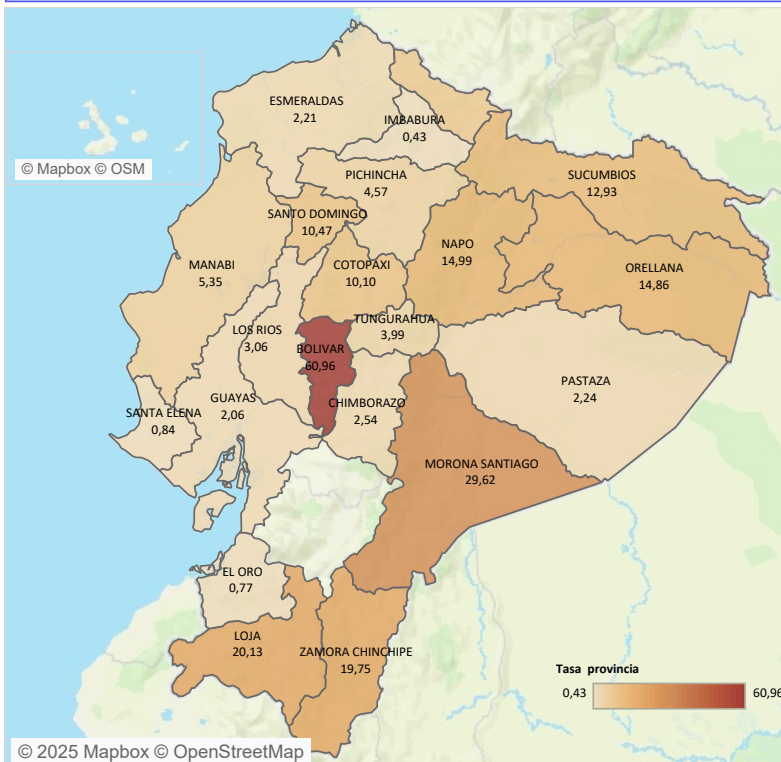 ESMERALDAS
2,21
IMBABURA
0,43
© Mapbox © OSM
PICHINCHA
4,57
SUCUMBIOS
12,93
SANTO DOMINGO
10,47
NAPO
14,99
MANABI
5,35
COTOPAXI
10,10
ORELLANA
14,86
TUNGURAHUA
3,99
LOS RIOS
3,06
BOLIVAR
60,96
PASTAZA
2,24
GUAYAS
2,06
CHIMBORAZO
2,54
SANTA ELENA
0,84
MORONA SANTIAGO
29,62
EL ORO
0,77
LOJA
20,13
ZAMORA CHINCHIPE
19,75
Tasa provincia
0,43
60,96
© 2025 Mapbox © OpenStreetMap